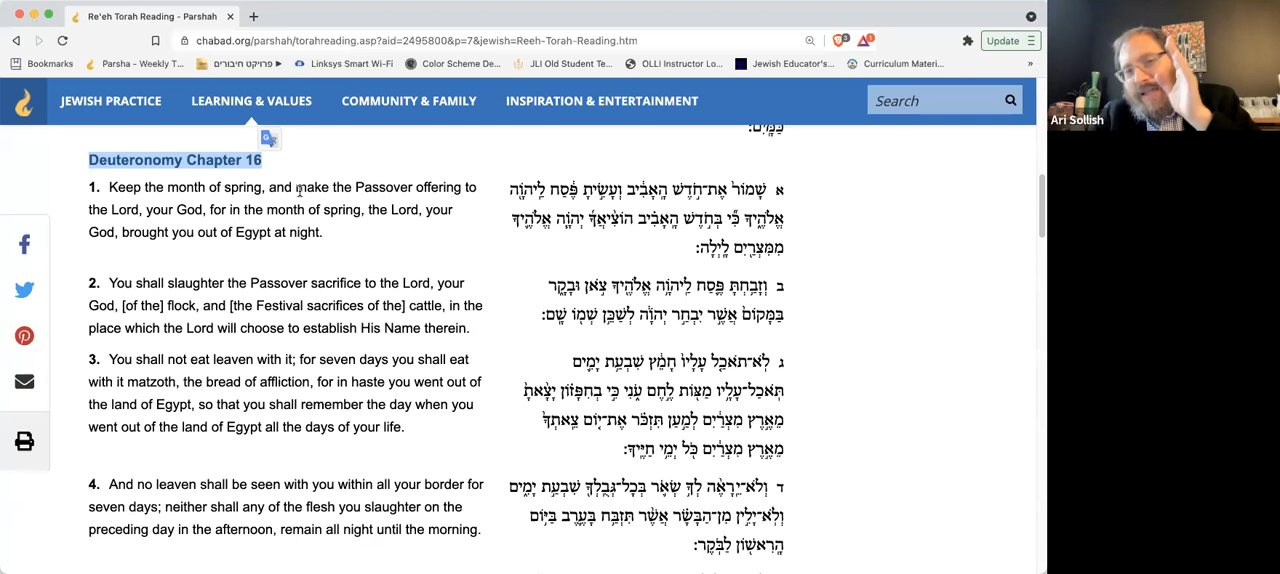 Re'eh Torah Reading - Parshah
chabad.org/parshah/torahreading.asp?aid=2495800&p=7&jewish=Reeh-Torah-Reading.htm
Update
Bookmarks
Parsha - Weekly T...
פרויקט חיבורים
Linksys Smart Wi-Fi
Color Scheme De...
JLI Old Student Te...
OLLI Instructor Lo...
Jewish Educator's...
Curriculum Materi...
»
JEWISH PRACTICE
LEARNING & VALUES
COMMUNITY & FAMILY
INSPIRATION & ENTERTAINMENT
Search
Ari Sollish
כַּמָּיִם:
Deuteronomy Chapter 16
1. Keep the month of spring, and make the Passover offering to
the Lord, your God, for in the month of spring, the Lord, your
God, brought you out of Egypt at night.
א שָׁמוֹר֙ אֶת־חֹ֣דֶשׁ הָֽאָבִ֔יב וְעָשִׂ֣יתָ פֶּ֔סַח לַֽיהֹוָ֖ה
אֱלֹהֶ֑יךָ כִּ֞י בְּחֹ֣דֶשׁ הָֽאָבִ֗יב הוֹצִ֨יאֲךָ֜ יְהֹוָ֧ה אֱלֹהֶ֛יךָ
מִמִּצְרַ֖יִם לָֽיְלָה:
2. You shall slaughter the Passover sacrifice to the Lord, your
God, [of the] flock, and [the Festival sacrifices of the] cattle, in the
place which the Lord will choose to establish His Name therein.
ב וְזָבַ֥חְתָּ פֶּ֛סַח לַֽיהֹוָ֥ה אֱלֹהֶ֖יךָ צֹ֣אן וּבָקָ֑ר
בַּמָּקוֹם֙ אֲשֶׁ֣ר יִבְחַ֣ר יְהֹוָ֔ה לְשַׁכֵּ֥ן שְׁמ֖וֹ שָֽׁם:
3. You shall not eat leaven with it; for seven days you shall eat
with it matzoth, the bread of affliction, for in haste you went out of
the land of Egypt, so that you shall remember the day when you
went out of the land of Egypt all the days of your life.
ג לֹֽא־תֹאכַ֤ל עָלָיו֙ חָמֵ֔ץ שִׁבְעַ֥ת יָמִ֛ים
תֹּֽאכַל־עָלָ֥יו מַצּ֖וֹת לֶ֣חֶם עֹ֑נִי כִּ֣י בְחִפָּז֗וֹן יָצָ֨אתָ֙
מֵאֶ֣רֶץ מִצְרַ֔יִם לְמַ֣עַן תִּזְכֹּ֗ר אֶת־י֤וֹם צֵֽאתְךָ֙
מֵאֶ֣רֶץ מִצְרַ֔יִם כֹּ֖ל יְמֵ֥י חַיֶּֽיךָ:
4. And no leaven shall be seen with you within all your border for
seven days; neither shall any of the flesh you slaughter on the
preceding day in the afternoon, remain all night until the morning.
ד וְלֹא־יֵֽרָאֶ֨ה לְךָ֥ שְׂאֹ֛ר בְּכָל־גְּבֻֽלְךָ֖ שִׁבְעַ֣ת יָמִ֑ים
וְלֹֽא־יָלִ֣ין מִן־הַבָּשָׂ֗ר אֲשֶׁ֨ר תִּזְבַּ֥ח בָּעֶ֛רֶב בַּיּ֥וֹם
הָֽרִאשׁ֖וֹן לַבֹּֽקֶר: